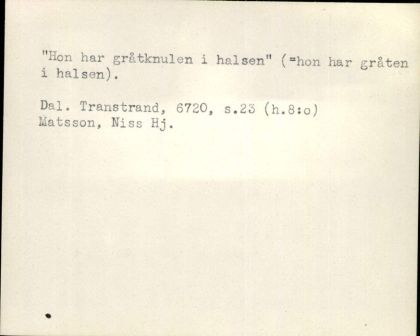 "Hon har gråtknulen i halsen" (=hon har gråten
i halsen).
Dal. Transtrand, 6720, s.23 (h.8:o)
Matsson, Niss Hj.